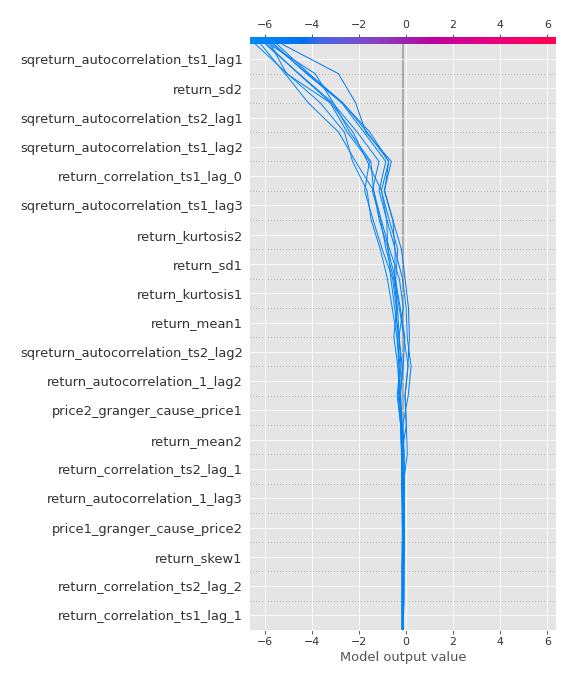 −6 −4 −2 0 2 4 6
sqreturn_autocorrelation_ts1_lag1
return_sd2
sqreturn_autocorrelation_ts2_lag1
sqreturn_autocorrelation_ts1_lag2
return_correlation_ts1_lag_0
sqreturn_autocorrelation_ts1_lag3
return_kurtosis2
return_sd1
return_kurtosis1
return_mean1
sqreturn_autocorrelation_ts2_lag2
return_autocorrelation_1_lag2
price2_granger_cause_price1
return_mean2
return_correlation_ts2_lag_1
return_autocorrelation_1_lag3
price1_granger_cause_price2
return_skew1
return_correlation_ts2_lag_2
return_correlation_ts1_lag_1
−6 −4 −2 0 2 4 6
Model output value